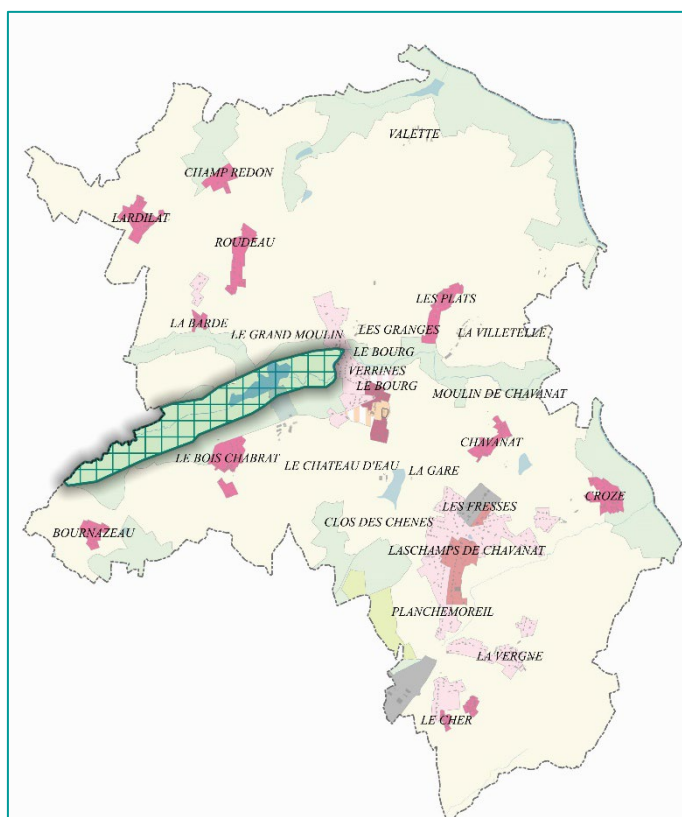 VALETTE
CHAMP REDON
LARDILAT
ROUDEAU
LES PLATS
LA BARDE
LE GRAND MOULIN
LES GRANGES
LA VILLETELLE
LE BOURG
VERRINES
LE BOURG
MOULIN DE CHAVANAT
CHAVANAT
LE BOIS CHABRAT
LE CHATEAU D'EAU
LA GARE
CROZE
LES FRESSES
CLOS DES CHENES
BOURNAZEAU
LASCHAMPS DE CHAVANAT
PLANCHEMOREIL
LA VERGNE
LE CHER